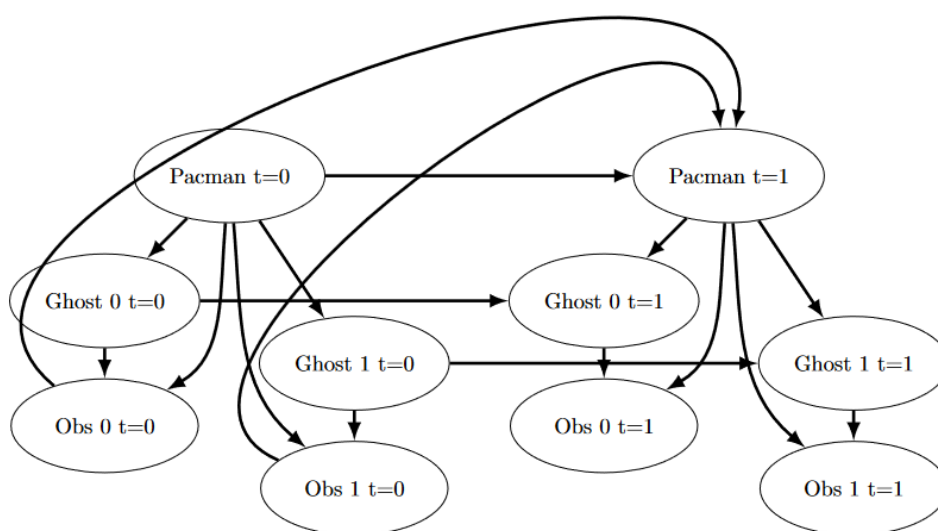 Pacman t=0
Pacman t=1
Ghost 0 t=0
Ghost 0 t=1
Ghost 1 t=0
Ghost 1 t=1
Obs 0 t=0
Obs 0 t=1
Obs 1 t=0
Obs 1 t=1